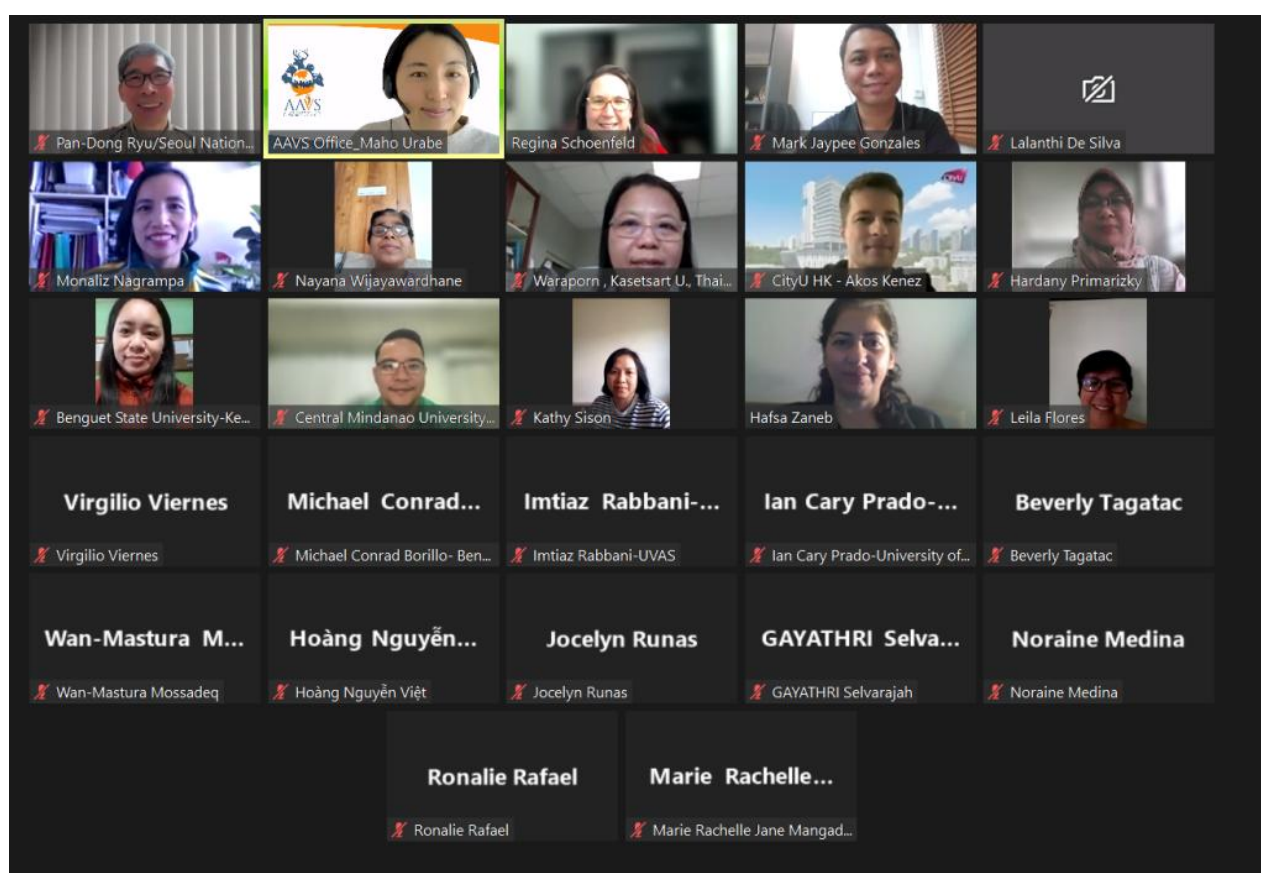 Pan-Dong Ryu/Seoul Nation...
AAVS
AAVS Office_Maho Urabe
Regina Schoenfeld
Mark Jaypee Gonzales
Lalanthi De Silva
Monaliz Nagrampa
Nayana Wijayawardhane
Waraporn , Kasetsart U., Thai...
CityU
CityU HK - Akos Kenez
Hardany Primarizky
Benguet State University-Ke...
Central Mindanao University...
Kathy Sison
Hafsa Zaneb
Leila Flores
Virgilio Viernes
Virgilio Viernes
Michael Conrad...
Michael Conrad Borillo- Ben...
Imtiaz Rabbani-...
Imtiaz Rabbani-UVAS
Ian Cary Prado-...
Ian Cary Prado-University of...
Beverly Tagatac
Beverly Tagatac
Wan-Mastura M...
Wan-Mastura Mossadeq
Hoàng Nguyễn...
Hoàng Nguyễn Việt
Jocelyn Runas
Jocelyn Runas
GAYATHRI Selva...
GAYATHRI Selvarajah
Noraine Medina
Noraine Medina
Ronalie Rafael
Ronalie Rafael
Marie Rachelle...
Marie Rachelle Jane Mangad...